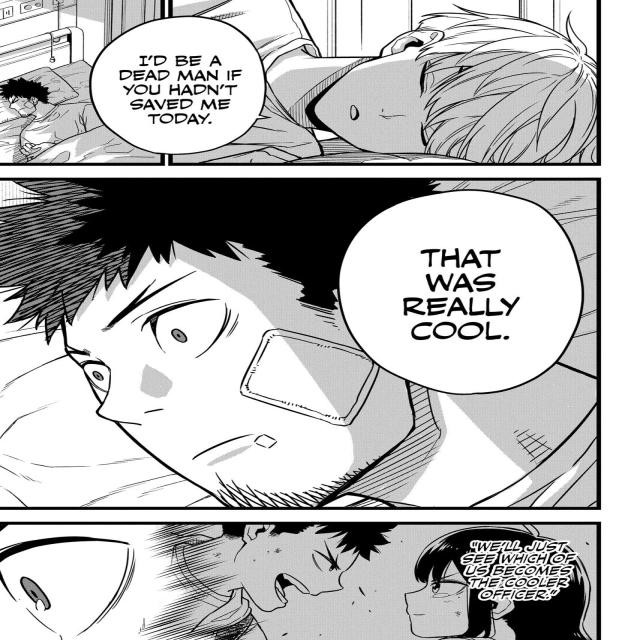 I'D BE A
DEAD MAN IF
YOU HADN'T
SAVED ME
TODAY.
THAT
WAS
REALLY
COOL.
"WE'LL JUST
SEE WHICH OF
US BECOMES
THE COOLER
OFFICER."